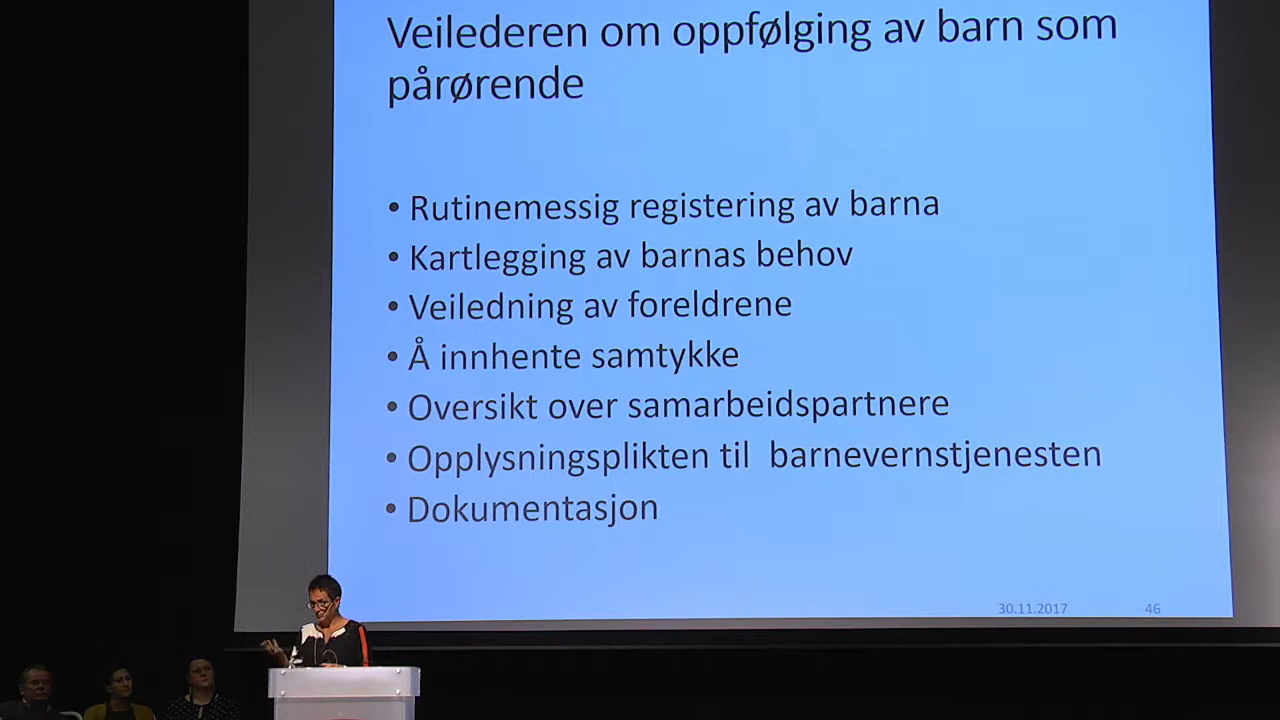 Veilederen om oppfølging av barn som
pårørende
• Rutinemessig registering av barna
• Kartlegging av barnas behov
• Veiledning av foreldrene
• Å innhente samtykke
• Oversikt over samarbeidspartnere
• Opplysningsplikten til barnevernstjenesten
• Dokumentasjon
30.11.2017 46